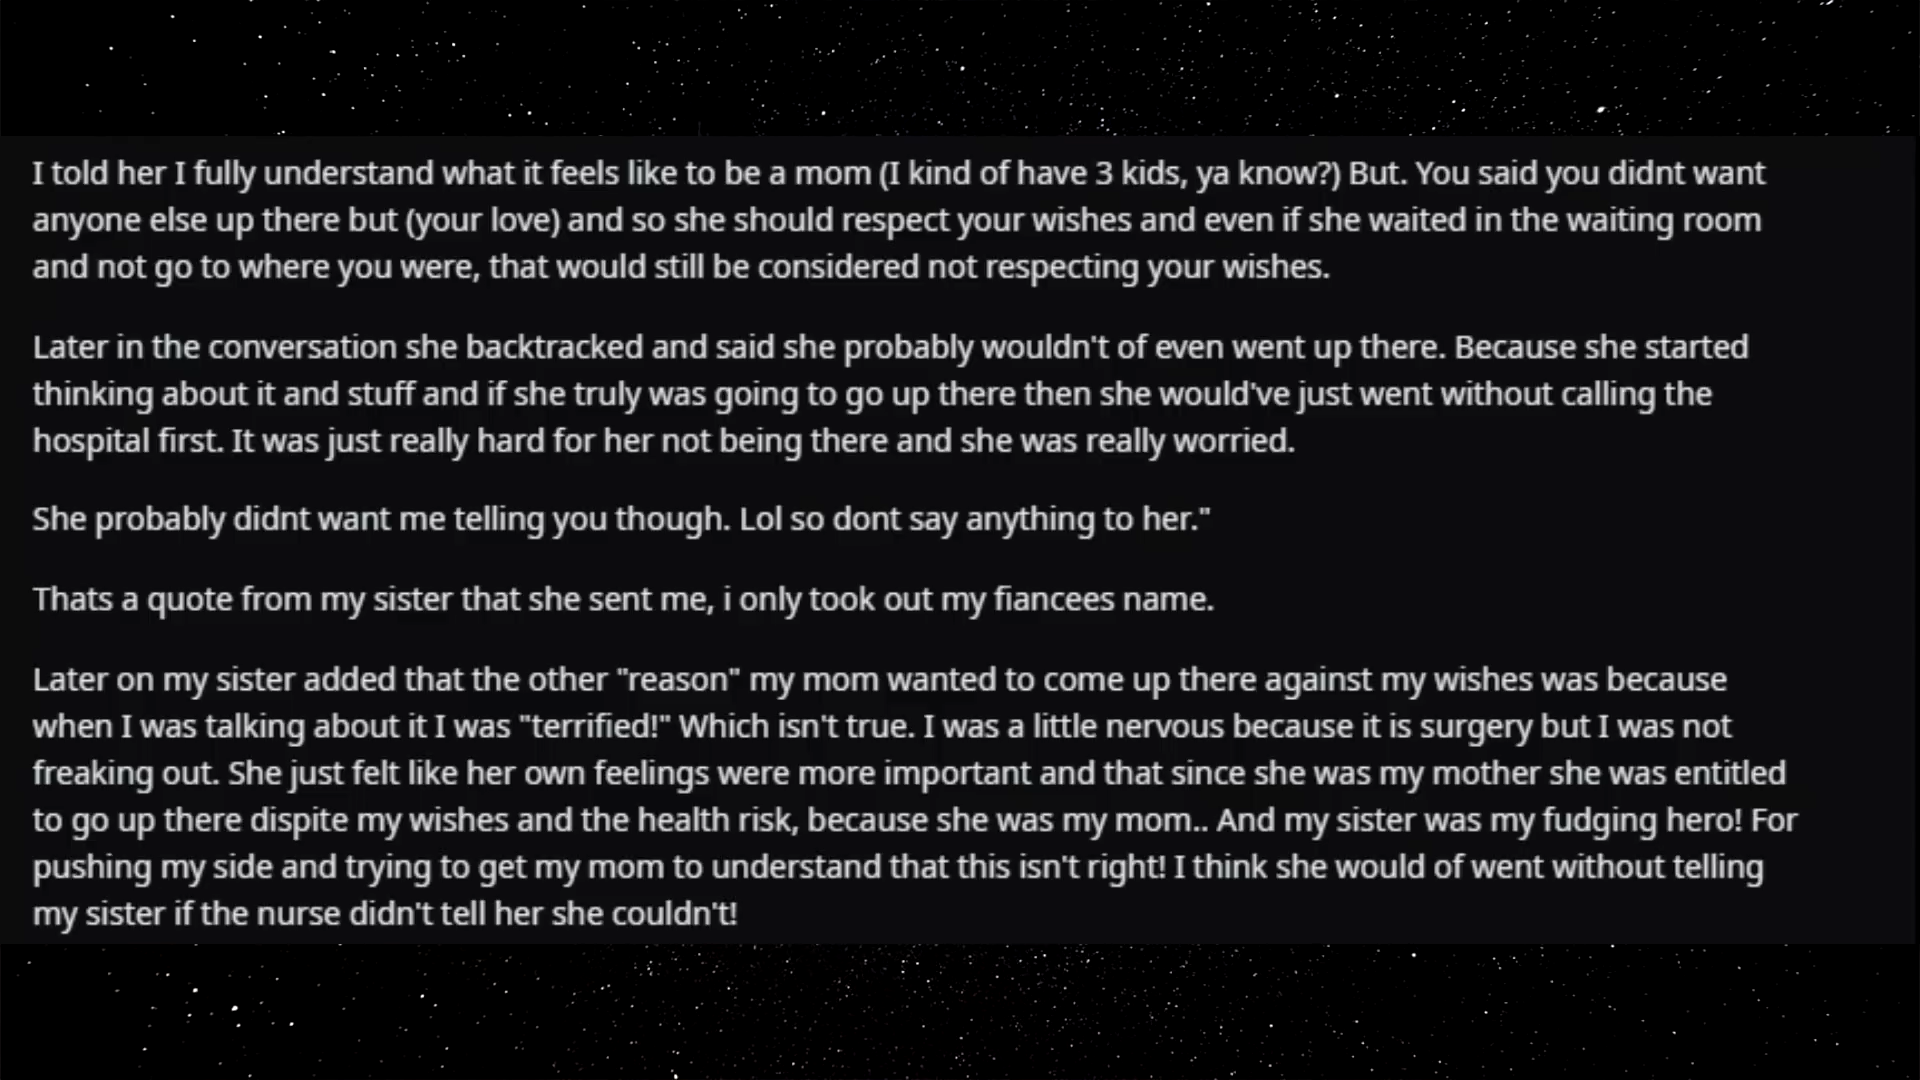 I told her I fully understand what it feels like to be a mom (I kind of have 3 kids, ya know?) But. You said you didnt want
anyone else up there but (your love) and so she should respect your wishes and even if she waited in the waiting room
and not go to where you were, that would still be considered not respecting your wishes.
Later in the conversation she backtracked and said she probably wouldn't of even went up there. Because she started
thinking about it and stuff and if she truly was going to go up there then she would've just went without calling the
hospital first. It was just really hard for her not being there and she was really worried.
She probably didnt want me telling you though. Lol so dont say anything to her."
Thats a quote from my sister that she sent me, i only took out my fiancees name.
Later on my sister added that the other "reason" my mom wanted to come up there against my wishes was because
when I was talking about it I was "terrified!" Which isn't true. I was a little nervous because it is surgery but I was not
freaking out. She just felt like her own feelings were more important and that since she was my mother she was entitled
to go up there dispite my wishes and the health risk, because she was my mom.. And my sister was my fudging hero! For
pushing my side and trying to get my mom to understand that this isn't right! I think she would of went without telling
my sister if the nurse didn't tell her she couldn't!